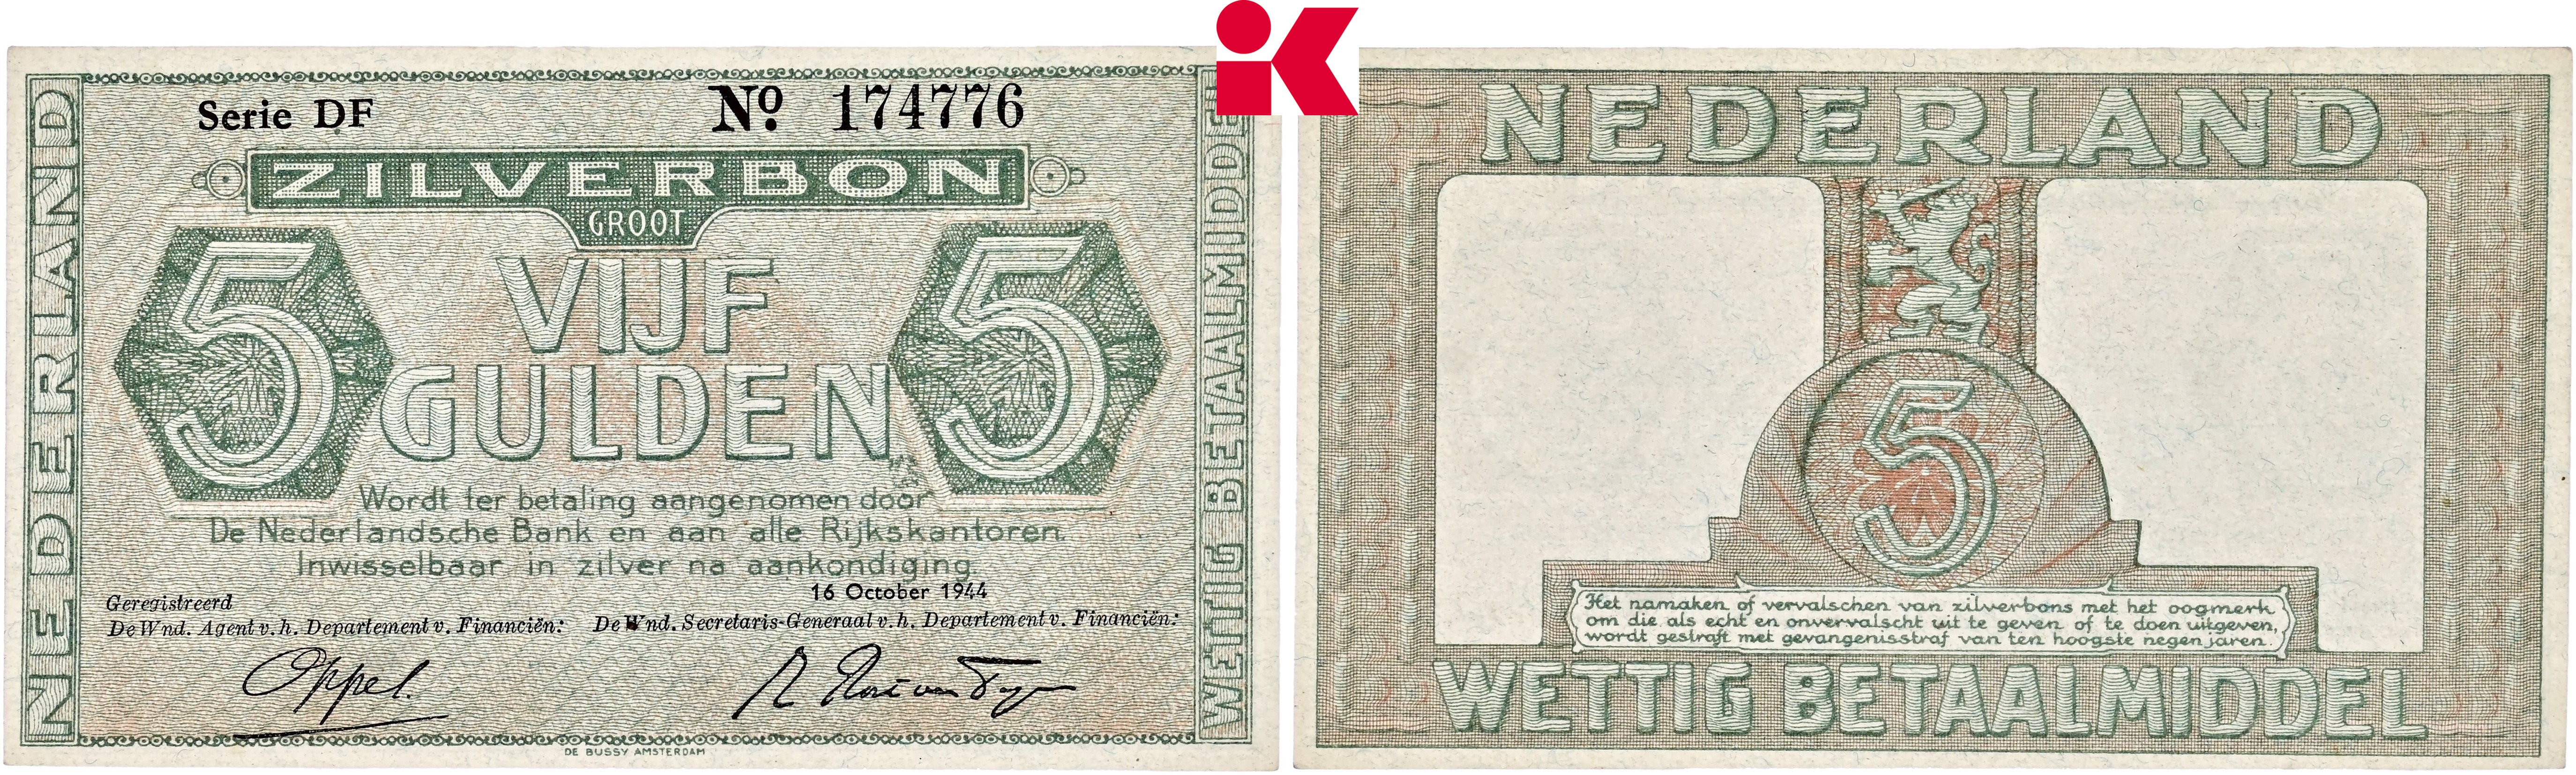 NEDERLAND
Serie DF
Nº 174776
ZILVERBON
GROOT
5
VIJF
GULDEN
5
Wordt ter betaling aangenomen door
De Nederlandsche Bank en aan alle Rijkskantoren.
Inwisselbaar in zilver na aankondiging.
16 October 1944
Geregistreerd
De Wnd. Agent v. h. Departement v. Financiën:
De Wnd. Secretaris-Generaal v. h. Departement v. Financiën:
Oppel.
DE BUSSY AMSTERDAM
WETTIG BETAALMIDDEL
iK
NEDERLAND
5
Het namaken of vervalschen van zilverbons met het oogmerk
om die als echt en onvervalscht uit te geven of te doen uitgeven,
wordt gestraft met gevangenisstraf van ten hoogste negen jaren.
WETTIG BETAALMIDDEL